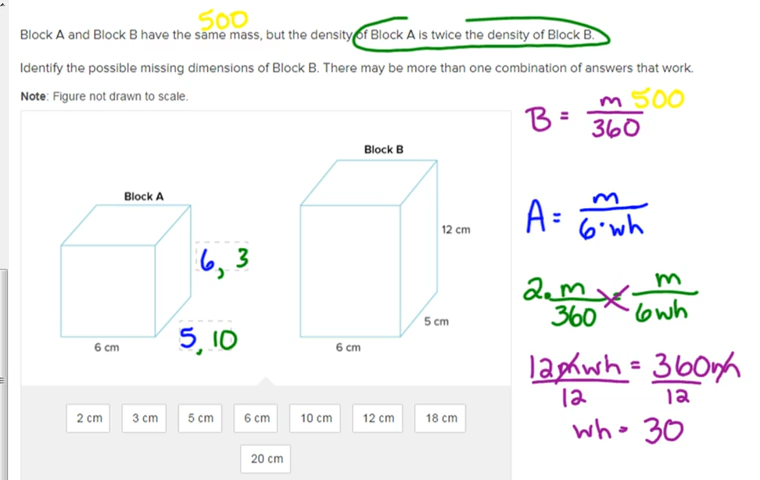 500
Block A and Block B have the same mass, but the density of Block A is twice the density of Block B.
Identify the possible missing dimensions of Block B. There may be more than one combination of answers that work.
Note: Figure not drawn to scale.
B = m 500
360
Block B
Block A
12 cm
A = m
6·wh
6, 3
2·m/360 = m/6wh
5 cm
5, 10
6 cm
6 cm
12mwh = 360m
12 12
2 cm
3 cm
5 cm
6 cm
10 cm
12 cm
18 cm
wh = 30
20 cm